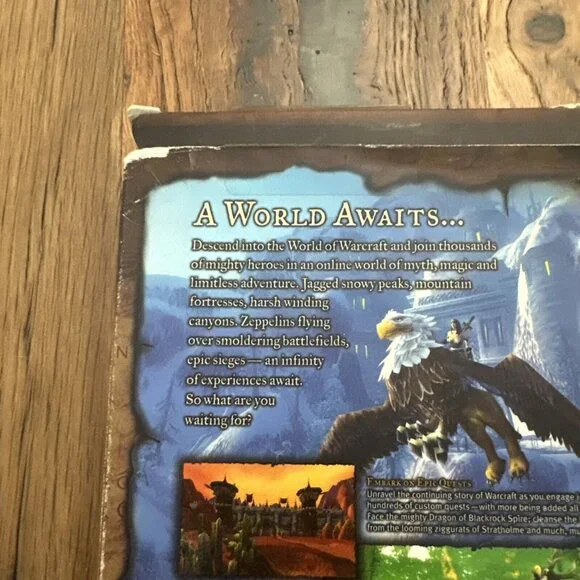 A World Awaits...
Descend into the World of Warcraft and join thousands
of mighty heroes in an online world of myth, magic and
limitless adventure. Jagged snowy peaks, mountain
fortresses, harsh winding
canyons. Zeppelins flying
over smoldering battlefields,
epic sieges — an infinity
of experiences await.
So what are you
waiting for?
Embark on Epic Quests
Unravel the continuing story of Warcraft as you engage
hundreds of custom quests — with more being added all
Face the mighty Dragon of Blackrock Spire; cleanse the
from the looming ziggurats of Stratholme and much,